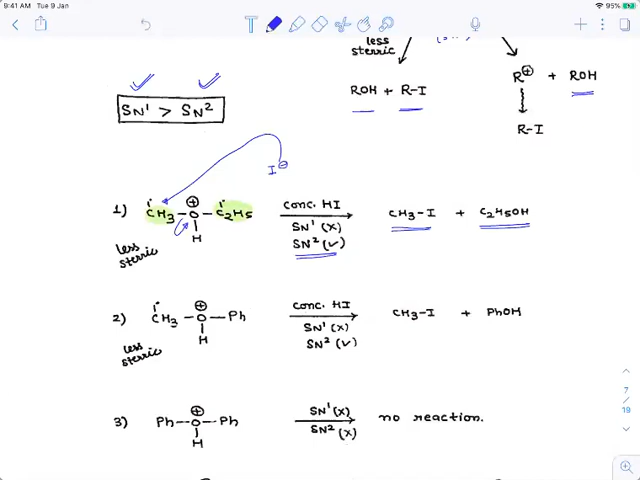 9:41 AM Tue 9 Jan
95%
less
steric
R⊕ + ROH
ROH + R-I
R-I
SN¹ > SN²
I⊖
1) CH₃-O⊕-C₂H₅
H
conc. HI
SN¹ (x)
SN² (✓)
CH₃-I + C₂H₅OH
less
steric
2) CH₃-O⊕-Ph
H
conc. HI
SN¹ (x)
SN² (✓)
CH₃-I + PhOH
less
steric
3) Ph-O⊕-Ph
H
SN¹ (x)
SN² (x)
no reaction.
7
/
19